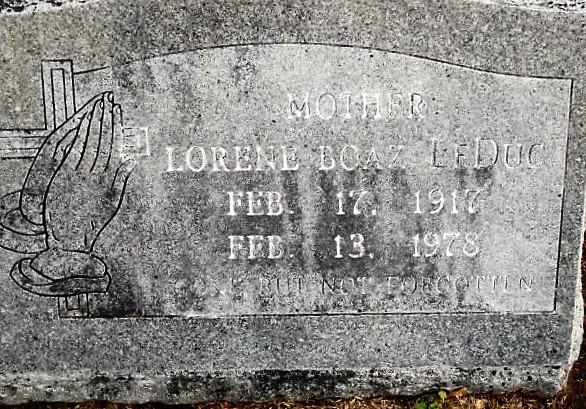 MOTHER
LORENE BOAZ LEDUC
FEB. 17, 1917
FEB. 13, 1978
GONE, BUT NOT FORGOTTEN